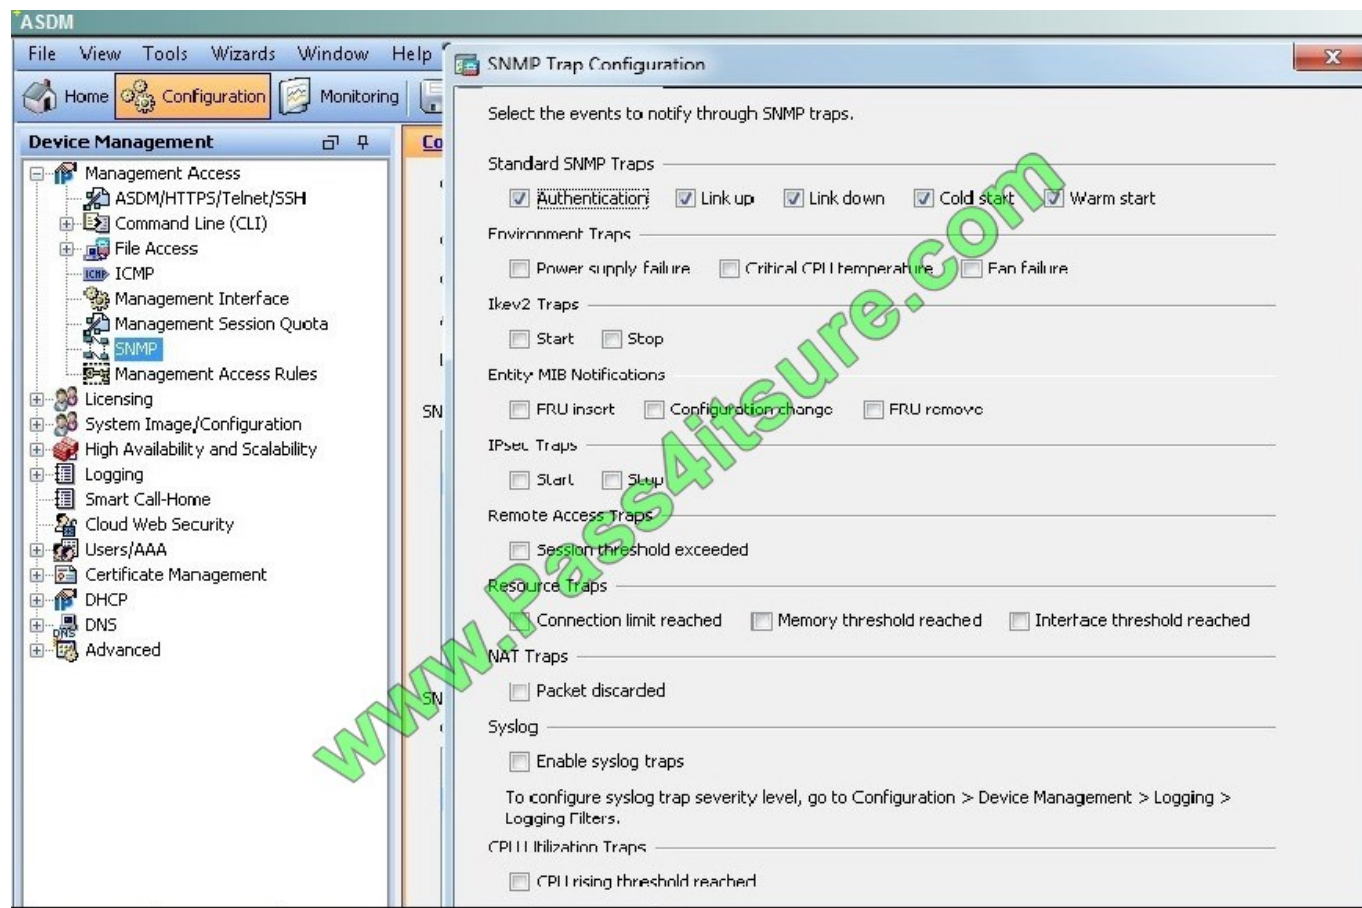 ASDM
File View Tools Wizards Window Help
Home Configuration Monitoring
Device Management
Management Access
ASDM/HTTPS/Telnet/SSH
Command Line (CLI)
File Access
ICMP ICMP
Management Interface
Management Session Quota
SNMP
Management Access Rules
Licensing
System Image/Configuration
High Availability and Scalability
Logging
Smart Call-Home
Cloud Web Security
Users/AAA
Certificate Management
DHCP
DNS DNS
Advanced
Co
SN
SN
SNMP Trap Configuration
X
Select the events to notify through SNMP traps.
Standard SNMP Traps
Authentication Link up Link down Cold start Warm start
Environment Traps
Power supply failure Critical CPU temperature Fan failure
Ikev2 Traps
Start Stop
Entity MIB Notifications
FRU insert Configuration change FRU remove
IPsec Traps
Start Stop
Remote Access Traps
Session threshold exceeded
Resource Traps
Connection limit reached Memory threshold reached Interface threshold reached
NAT Traps
Packet discarded
Syslog
Enable syslog traps
To configure syslog trap severity level, go to Configuration > Device Management > Logging >
Logging Filters.
CPU Utilization Traps
CPU rising threshold reached
www.Pass4itsure.com